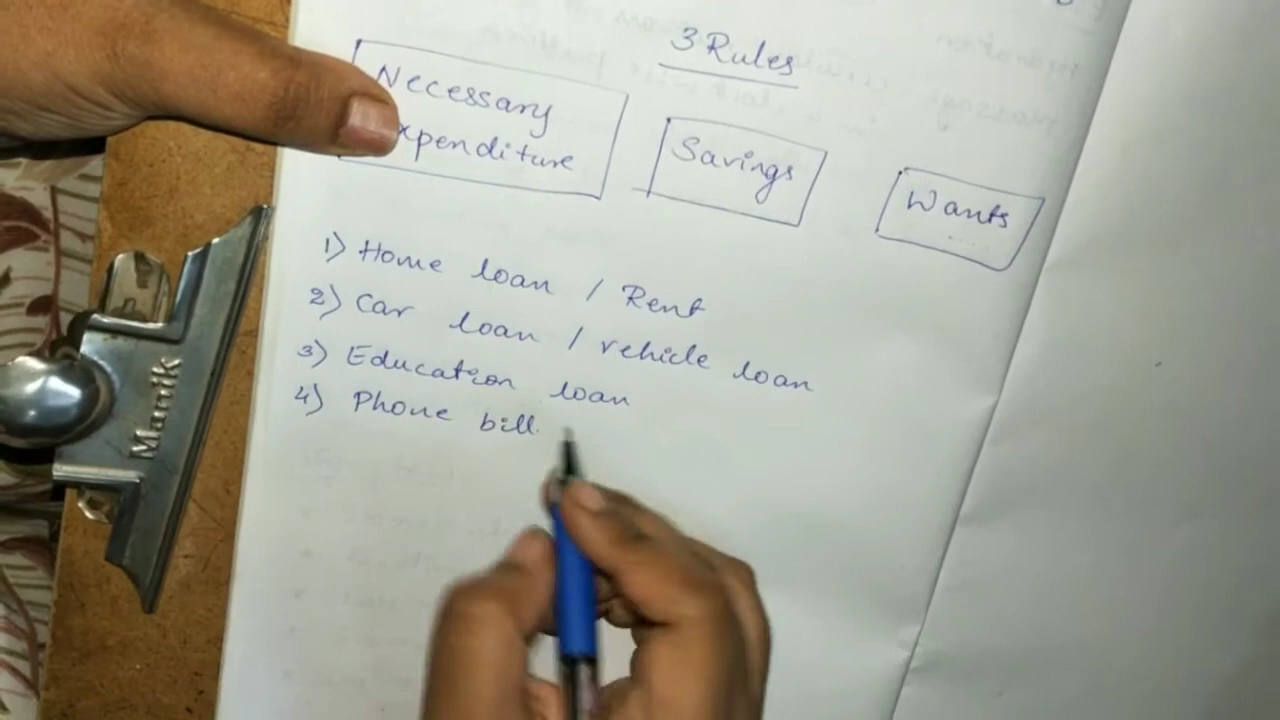 3 Rules
Necessary
xpenditure
Savings
Wants
1) Home loan / Rent
2) Car loan / vehicle loan
3) Education loan
4) Phone bill
Manik